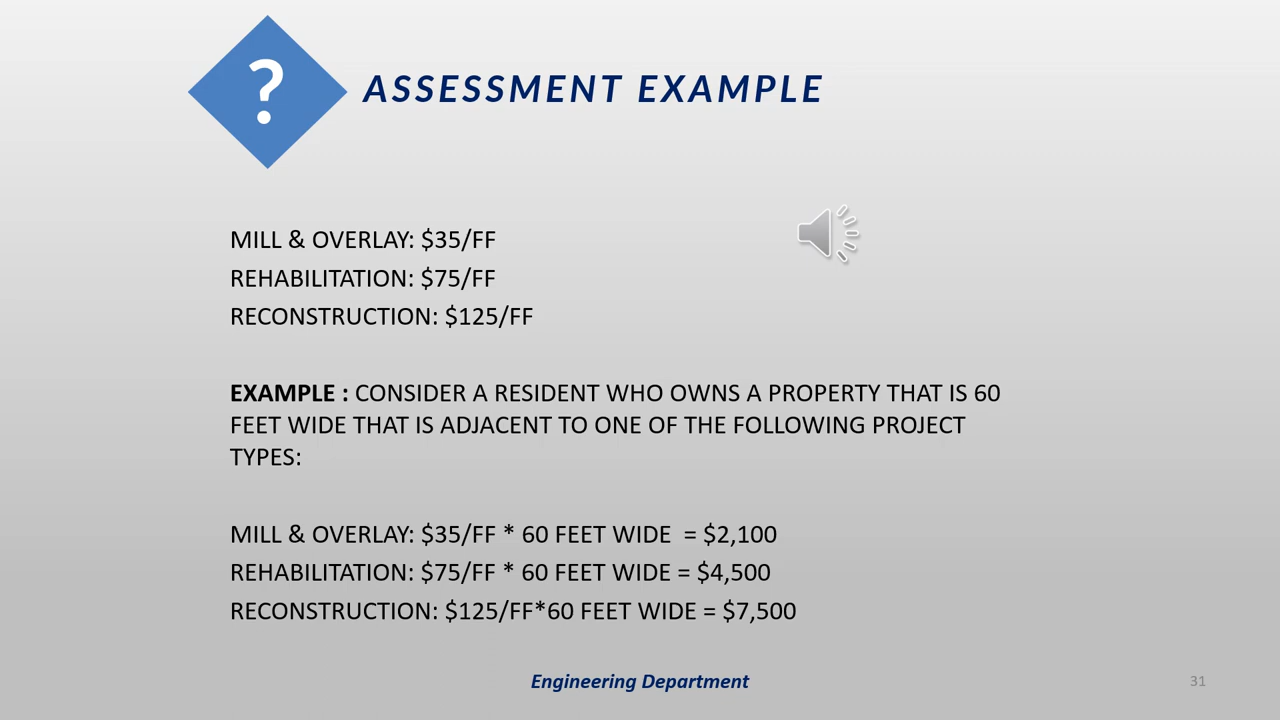 ?
ASSESSMENT EXAMPLE
MILL & OVERLAY: $35/FF
REHABILITATION: $75/FF
RECONSTRUCTION: $125/FF
EXAMPLE : CONSIDER A RESIDENT WHO OWNS A PROPERTY THAT IS 60
FEET WIDE THAT IS ADJACENT TO ONE OF THE FOLLOWING PROJECT
TYPES:
MILL & OVERLAY: $35/FF * 60 FEET WIDE  = $2,100
REHABILITATION: $75/FF * 60 FEET WIDE = $4,500
RECONSTRUCTION: $125/FF*60 FEET WIDE = $7,500
Engineering Department
31